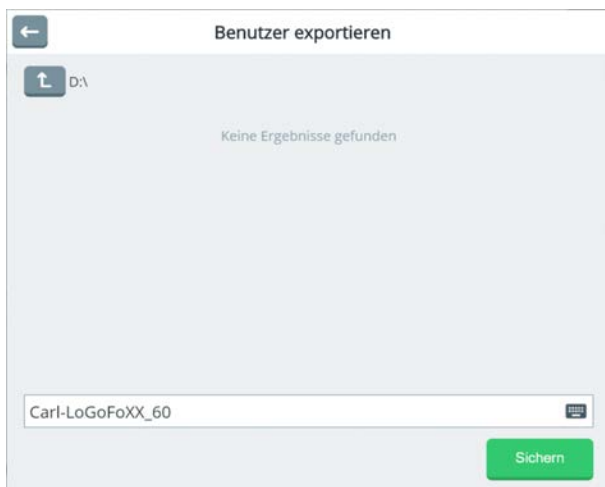 Benutzer exportieren
D:\
Keine Ergebnisse gefunden
Carl-LoGoFoXX_60
Sichern